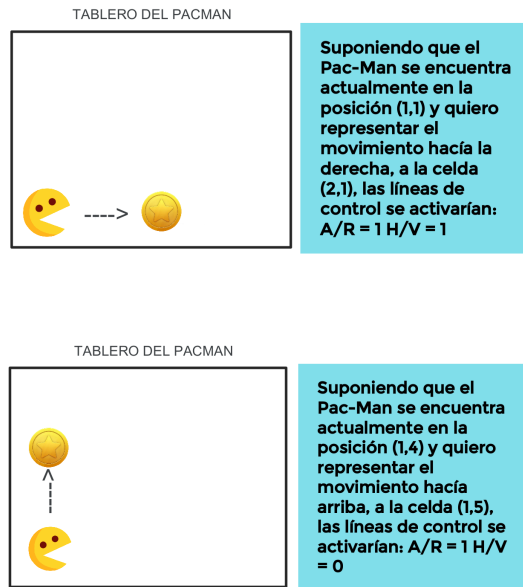 TABLERO DEL PACMAN
Suponiendo que el
Pac-Man se encuentra
actualmente en la
posición (1,1) y quiero
representar el
movimiento hacía la
derecha, a la celda
(2,1), las líneas de
control se activarían:
A/R = 1 H/V = 1
---->
TABLERO DEL PACMAN
Suponiendo que el
Pac-Man se encuentra
actualmente en la
posición (1,4) y quiero
representar el
movimiento hacía
arriba, a la celda (1,5),
las líneas de control se
activarían: A/R = 1 H/V
= 0
---->